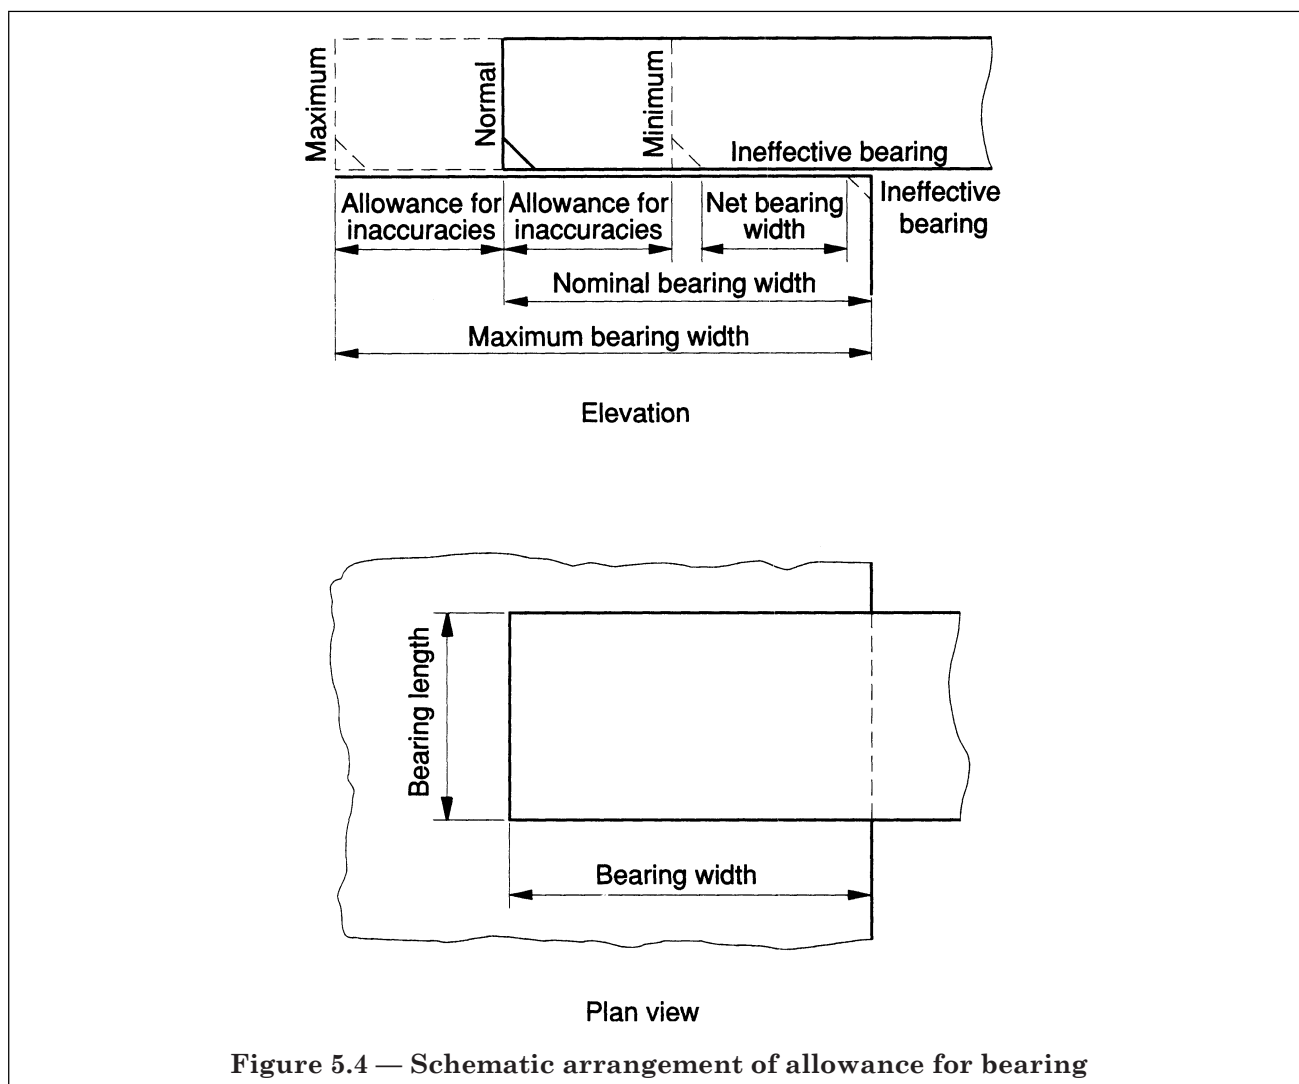 Maximum
Normal
Minimum
Ineffective bearing
Ineffective
bearing
Allowance for
inaccuracies
Allowance for
inaccuracies
Net bearing
width
Nominal bearing width
Maximum bearing width
Elevation
Bearing length
Bearing width
Plan view
Figure 5.4 — Schematic arrangement of allowance for bearing